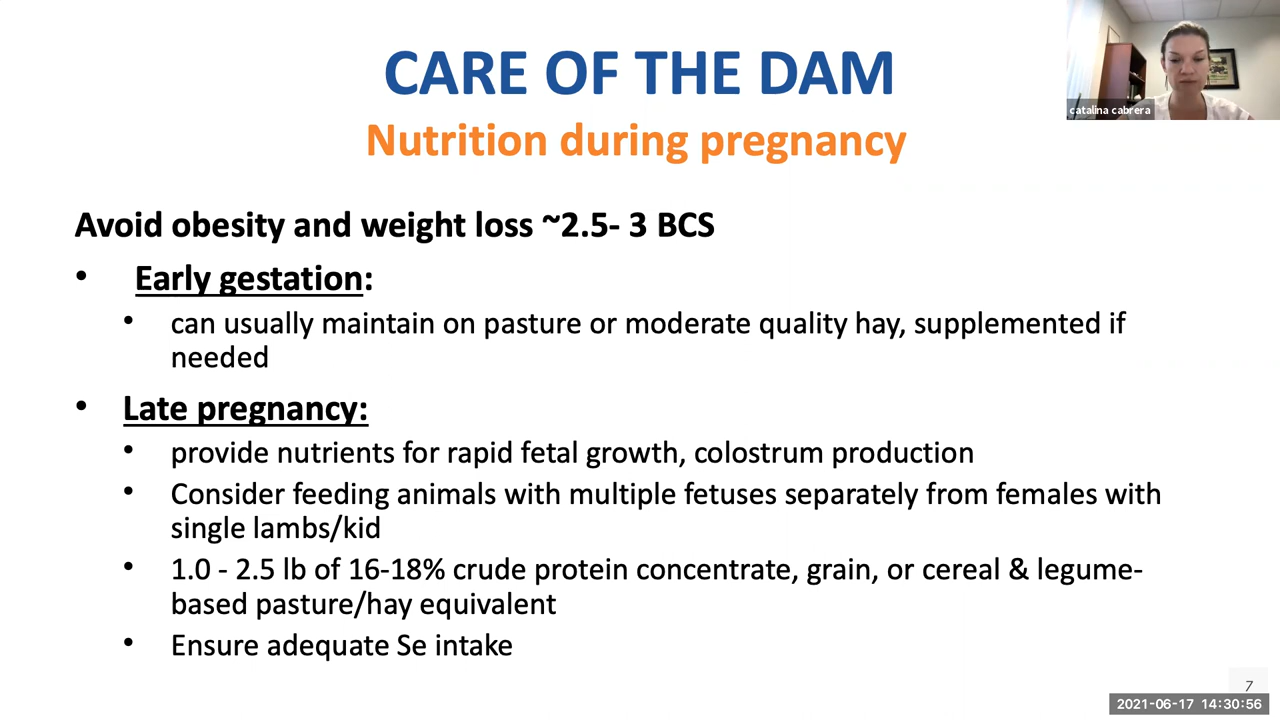 CARE OF THE DAM
Nutrition during pregnancy
catalina cabrera
Avoid obesity and weight loss ~2.5- 3 BCS
• Early gestation:
• can usually maintain on pasture or moderate quality hay, supplemented if
needed
• Late pregnancy:
• provide nutrients for rapid fetal growth, colostrum production
• Consider feeding animals with multiple fetuses separately from females with
single lambs/kid
• 1.0 - 2.5 lb of 16-18% crude protein concentrate, grain, or cereal & legume-
based pasture/hay equivalent
• Ensure adequate Se intake
7
2021-06-17 14:30:56